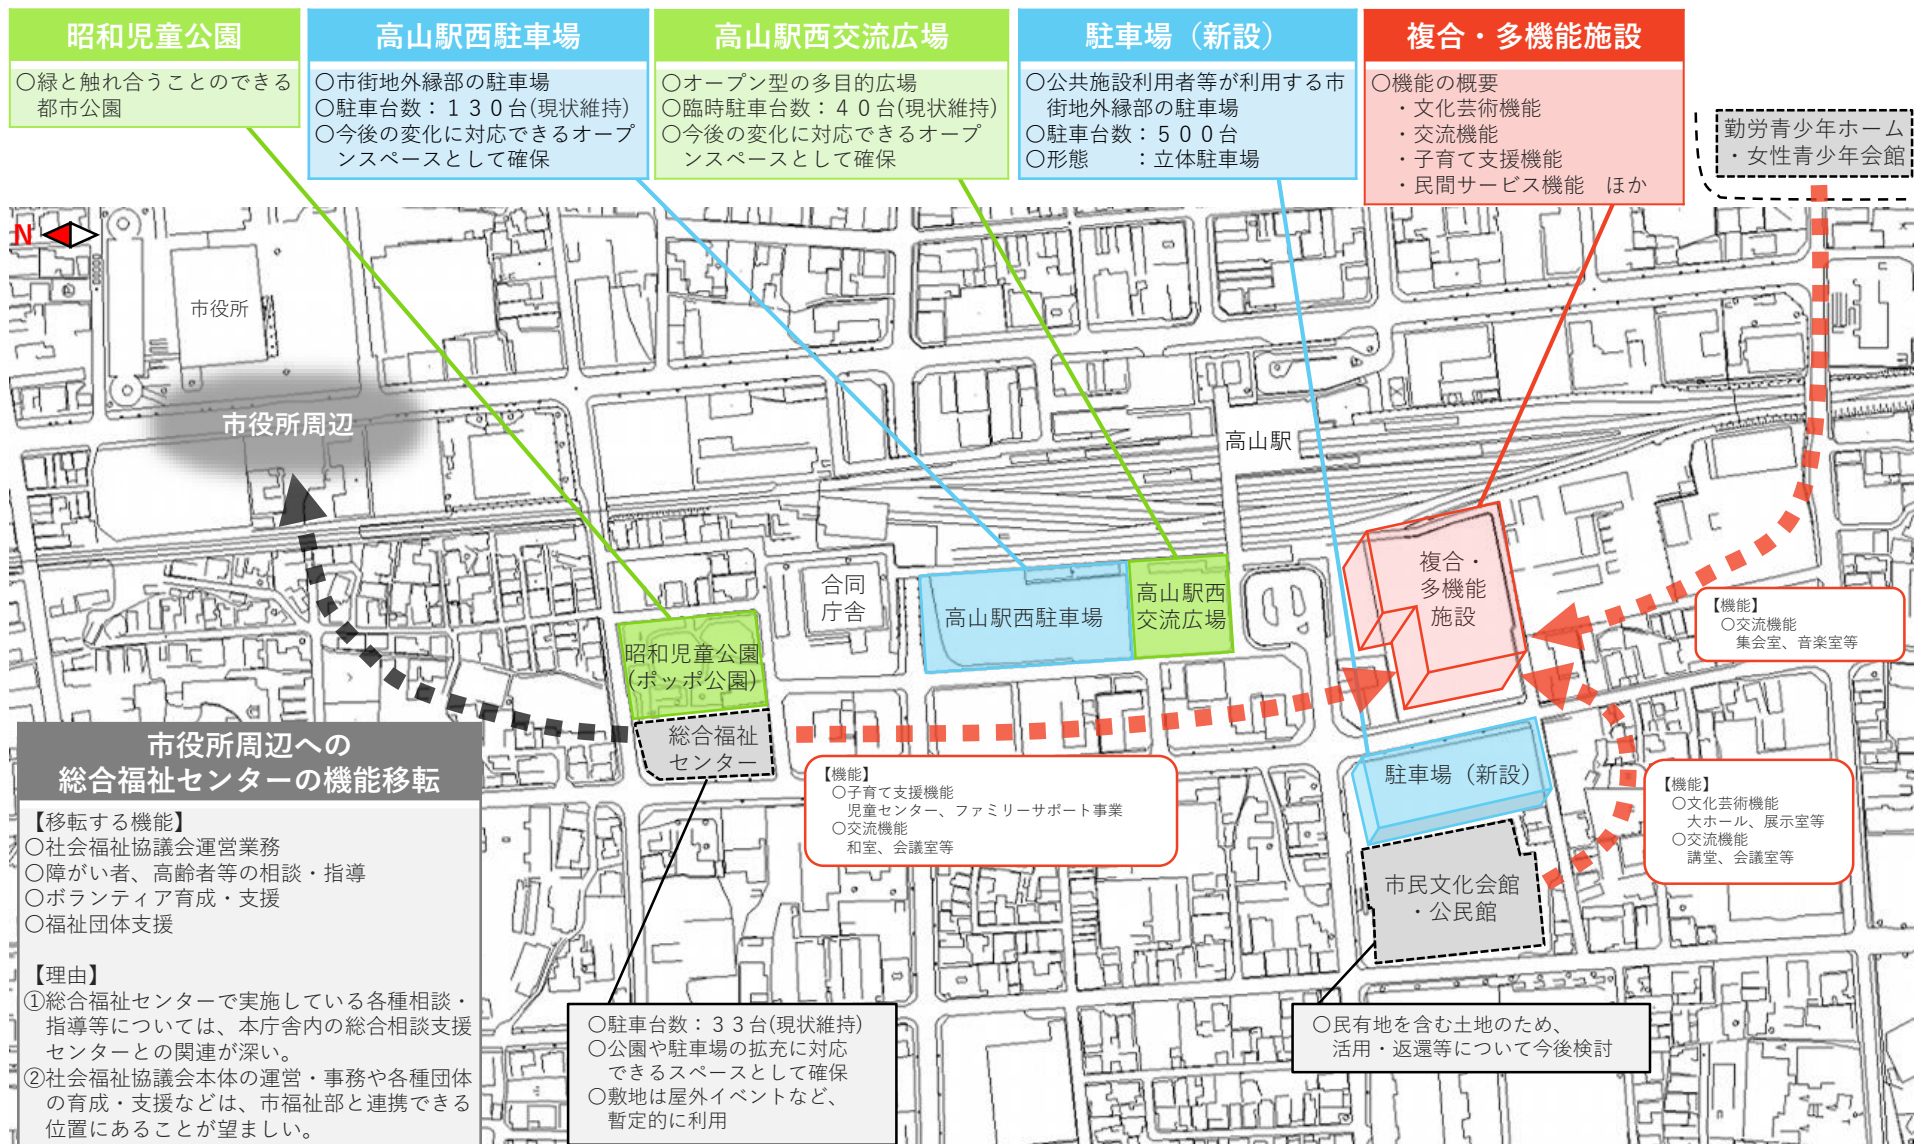 昭和児童公園
○緑と触れ合うことのできる
都市公園
高山駅西駐車場
○市街地外縁部の駐車場
○駐車台数：１３０台(現状維持)
○今後の変化に対応できるオープ
ンスペースとして確保
高山駅西交流広場
○オープン型の多目的広場
○臨時駐車台数：４０台(現状維持)
○今後の変化に対応できるオープ
ンスペースとして確保
駐車場（新設）
○公共施設利用者等が利用する市
街地外縁部の駐車場
○駐車台数：５００台
○形態　　：立体駐車場
複合・多機能施設
○機能の概要
・文化芸術機能
・交流機能
・子育て支援機能
・民間サービス機能　ほか
勤労青少年ホーム
・女性青少年会館
N
市役所
市役所周辺
高山駅
合同
庁舎
高山駅西駐車場
高山駅西
交流広場
複合・
多機能
施設
昭和児童公園
(ポッポ公園)
総合福祉
センター
駐車場（新設）
市民文化会館
・公民館
【機能】
○交流機能
集会室、音楽室等
【機能】
○子育て支援機能
児童センター、ファミリーサポート事業
○交流機能
和室、会議室等
【機能】
○文化芸術機能
大ホール、展示室等
○交流機能
講堂、会議室等
市役所周辺への
総合福祉センターの機能移転
【移転する機能】
○社会福祉協議会運営業務
○障がい者、高齢者等の相談・指導
○ボランティア育成・支援
○福祉団体支援
【理由】
①総合福祉センターで実施している各種相談・
指導等については、本庁舎内の総合相談支援
センターとの関連が深い。
②社会福祉協議会本体の運営・事務や各種団体
の育成・支援などは、市福祉部と連携できる
位置にあることが望ましい。
○駐車台数：３３台(現状維持)
○公園や駐車場の拡充に対応
できるスペースとして確保
○敷地は屋外イベントなど、
暫定的に利用
○民有地を含む土地のため、
活用・返還等について今後検討